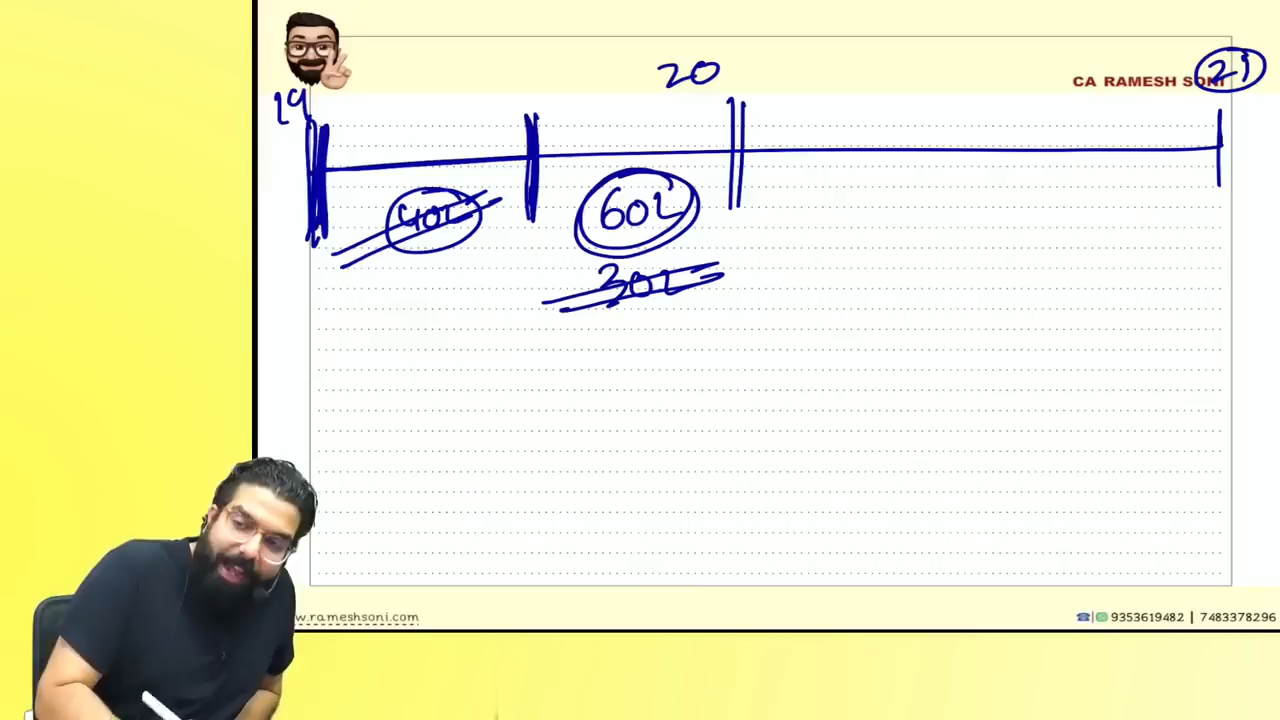 20
21
CA RAMESH SONI
19
40L
60L
30L
w.rameshsoni.com
9353619482 | 7483378296